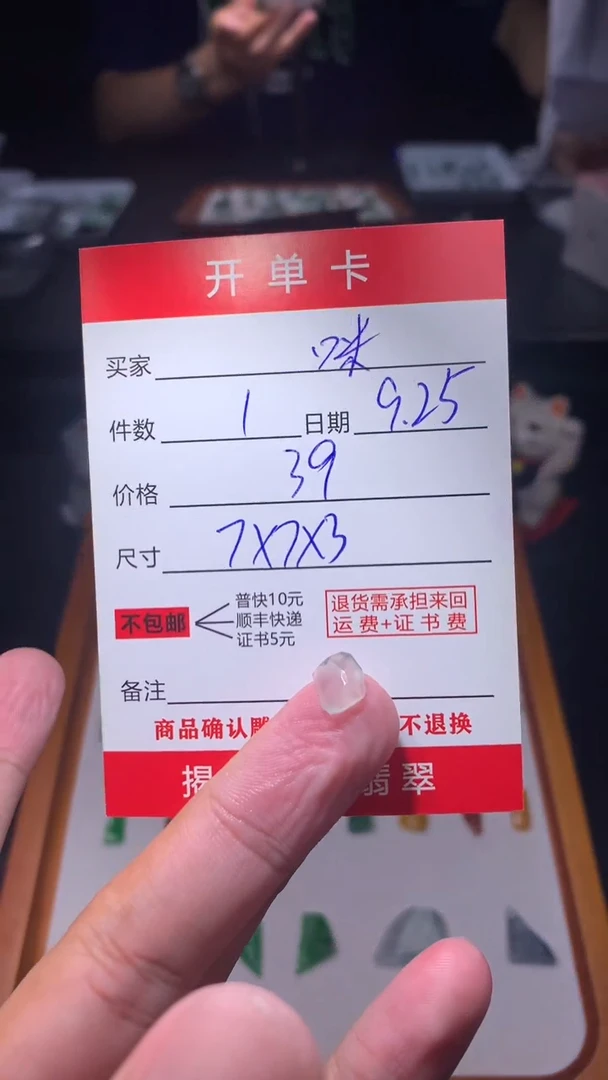 开单卡
买家 咪
件数 1 日期 9.25
价格 39
尺寸 7X7X3
不包邮
普快10元
顺丰快递
证书5元
退货需承担来回
运费+证书费
备注
商品确认雕 不退换
揭 翡翠